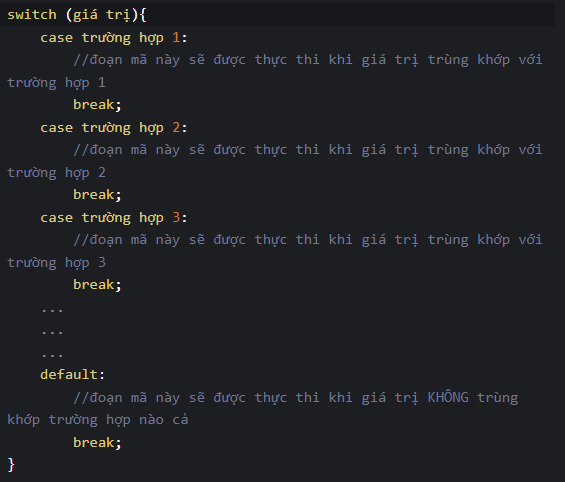 switch (giá trị){
    case trường hợp 1:
        //đoạn mã này sẽ được thực thi khi giá trị trùng khớp với
trường hợp 1
        break;
    case trường hợp 2:
        //đoạn mã này sẽ được thực thi khi giá trị trùng khớp với
trường hợp 2
        break;
    case trường hợp 3:
        //đoạn mã này sẽ được thực thi khi giá trị trùng khớp với
trường hợp 3
        break;
    ...
    ...
    ...
    default:
        //đoạn mã này sẽ được thực thi khi giá trị KHÔNG trùng
khớp trường hợp nào cả
        break;
}